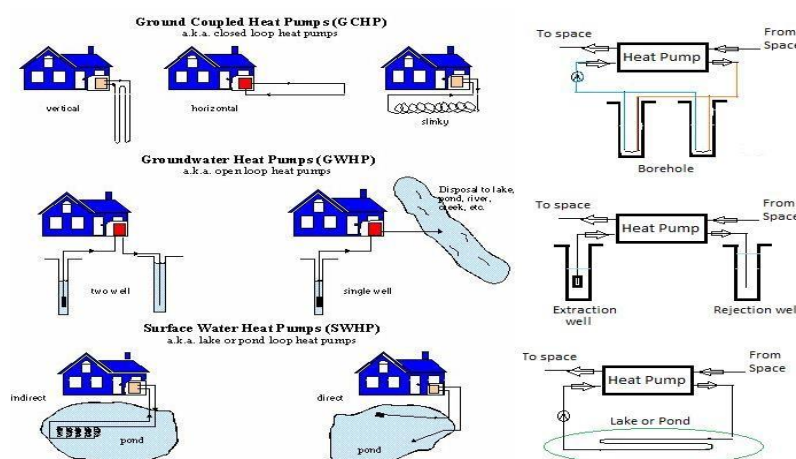 Ground Coupled Heat Pumps (GCHP)
a.k.a. closed loop heat pumps
vertical
horizontal
slinky
To space
From
Space
Heat Pump
Borehole
Groundwater Heat Pumps (GWHP)
a.k.a. open loop heat pumps
Disposal to lake,
pond, river,
creek, etc.
two well
single well
To space
From
Space
Heat Pump
Extraction
well
Rejection well
Surface Water Heat Pumps (SWHP)
a.k.a. lake or pond loop heat pumps
indirect
pond
direct
pond
To space
From
Space
Heat Pump
Lake or Pond